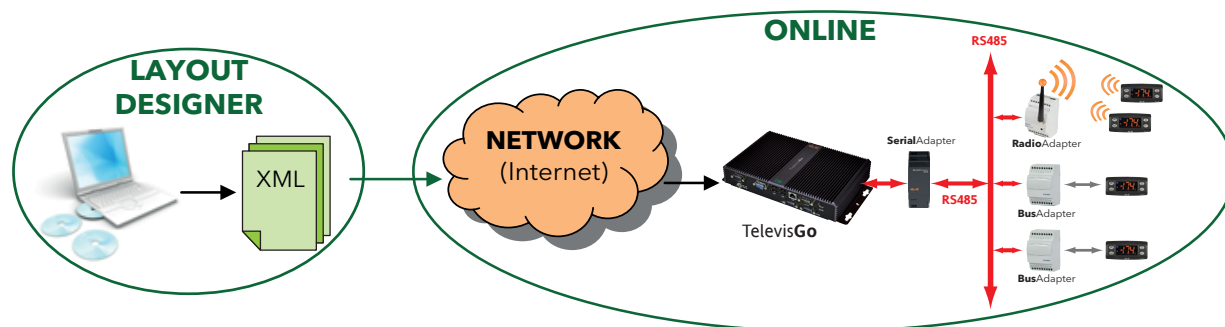 LAYOUT
DESIGNER
XML
ONLINE
NETWORK
(Internet)
TelevisGo
SerialAdapter
RS485
RS485
RadioAdapter
BusAdapter
BusAdapter